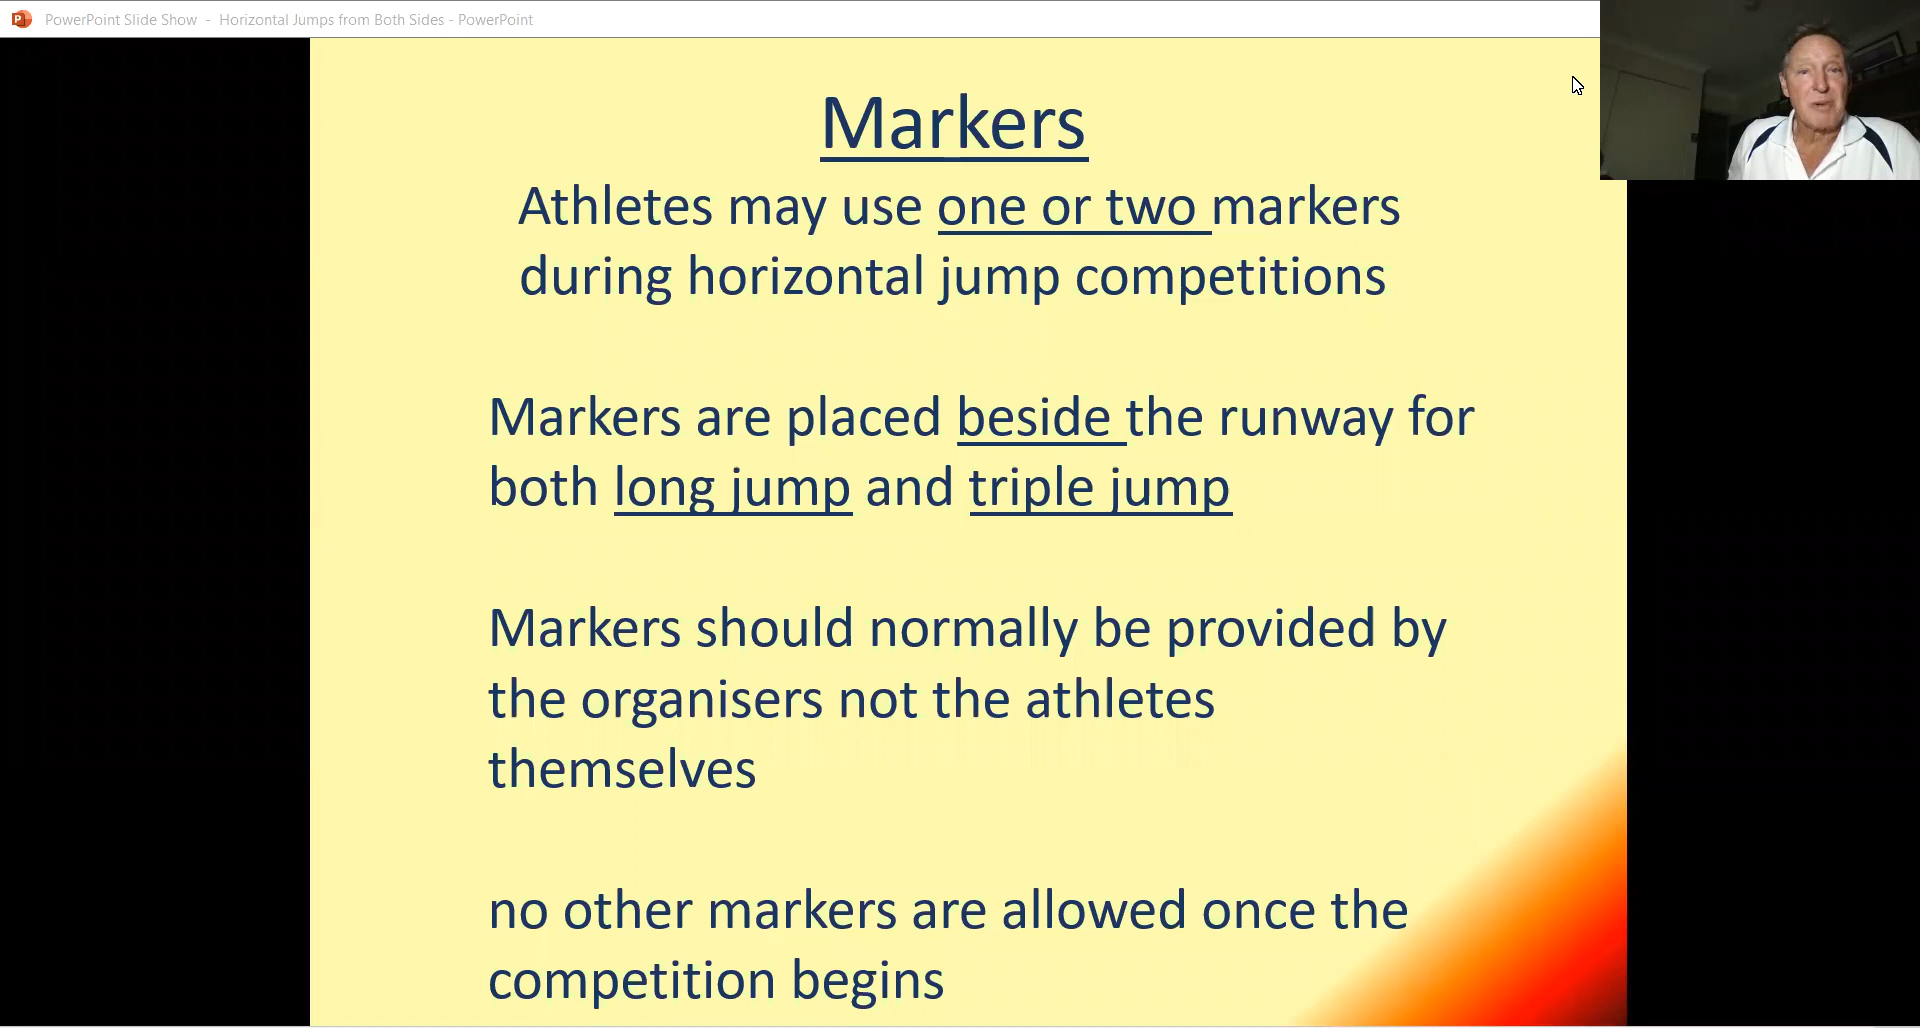 PowerPoint Slide Show - Horizontal Jumps from Both Sides - PowerPoint
Markers
Athletes may use one or two markers
during horizontal jump competitions
Markers are placed beside the runway for
both long jump and triple jump
Markers should normally be provided by
the organisers not the athletes
themselves
no other markers are allowed once the
competition begins